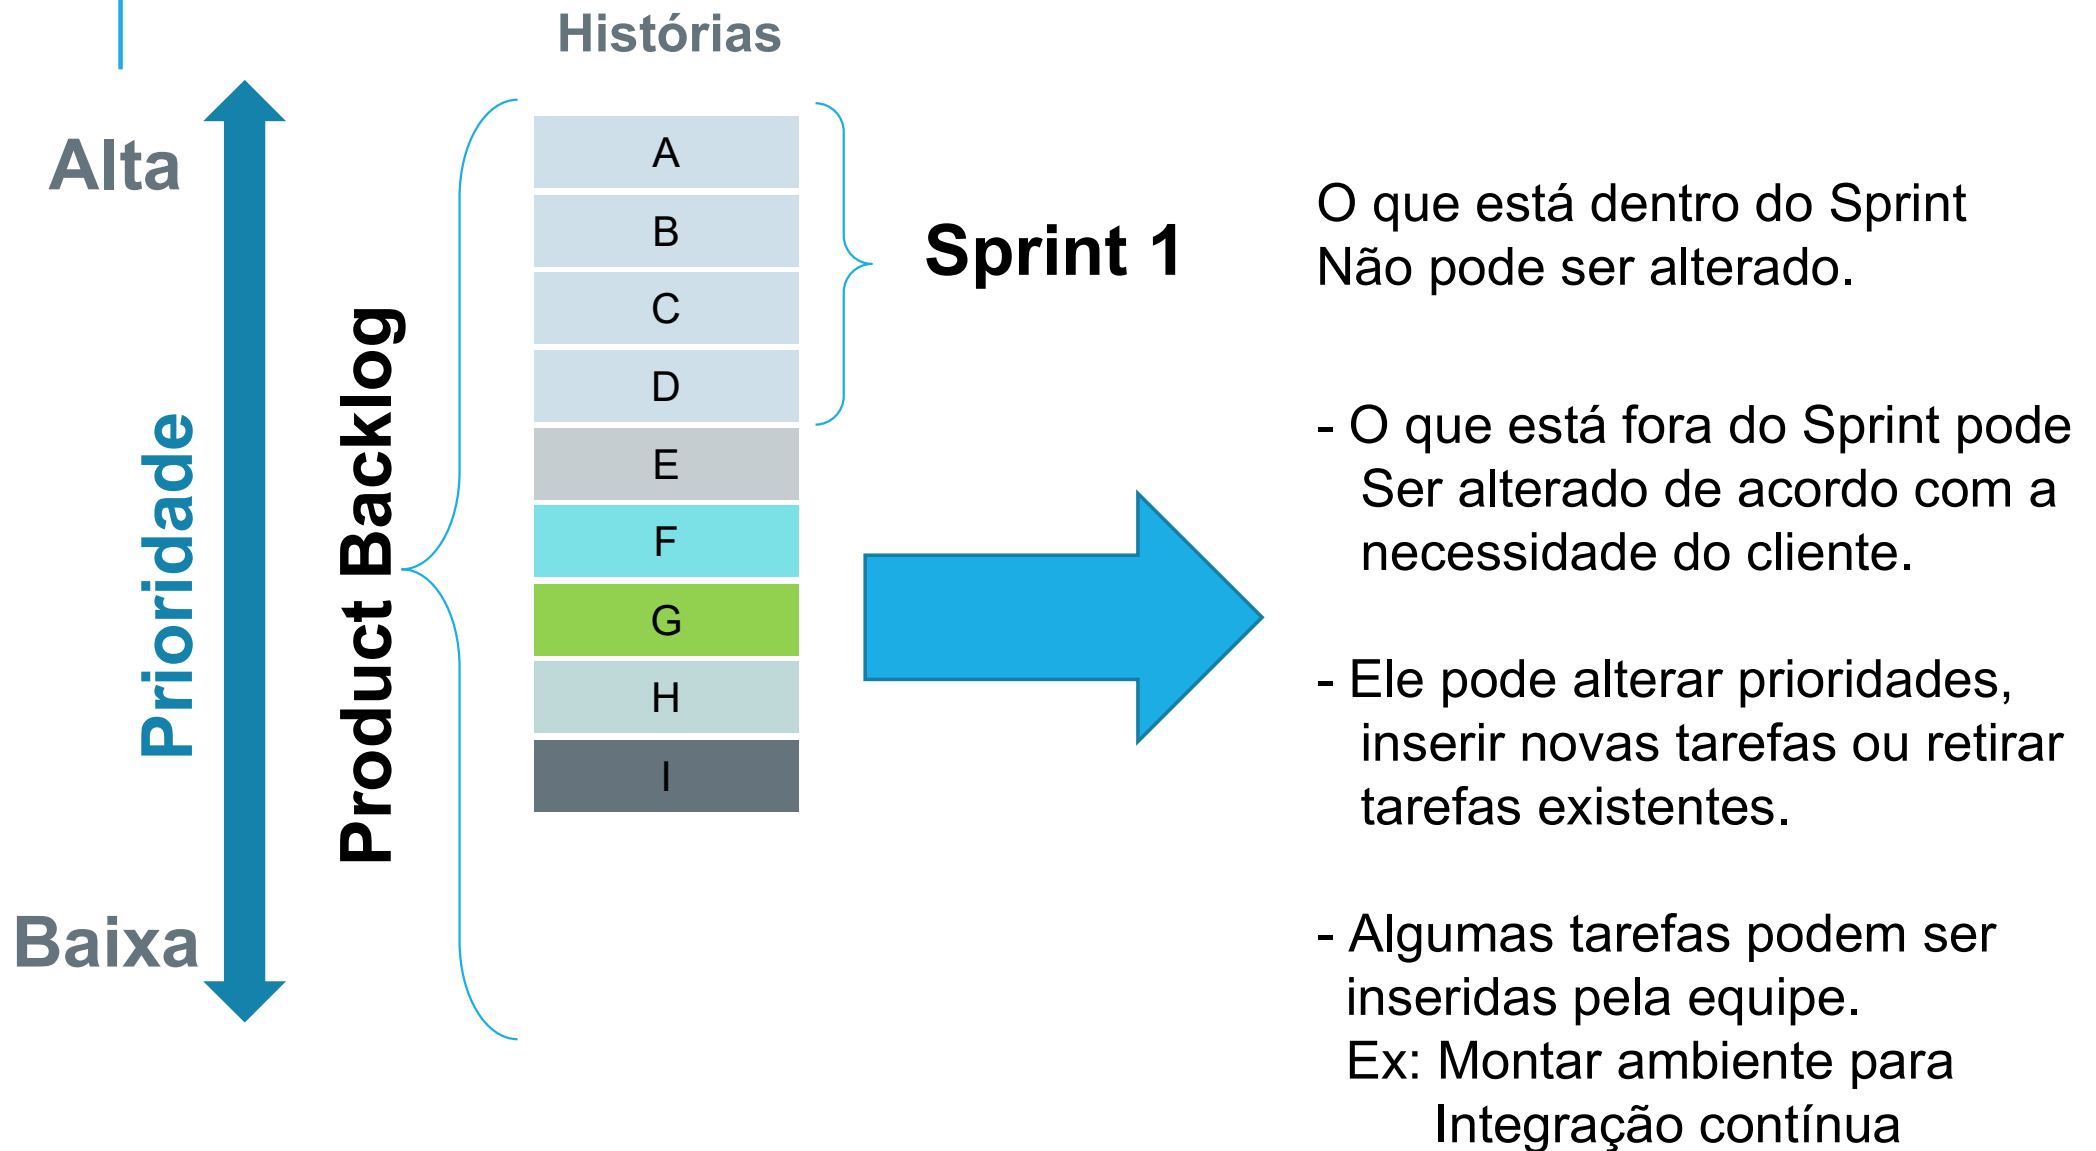 Histórias
Alta
Prioridade
Baixa
Product Backlog
A
B
C
D
E
F
G
H
I
Sprint 1
O que está dentro do Sprint
Não pode ser alterado.
- O que está fora do Sprint pode
Ser alterado de acordo com a
necessidade do cliente.
- Ele pode alterar prioridades,
inserir novas tarefas ou retirar
tarefas existentes.
- Algumas tarefas podem ser
inseridas pela equipe.
Ex: Montar ambiente para
Integração contínua